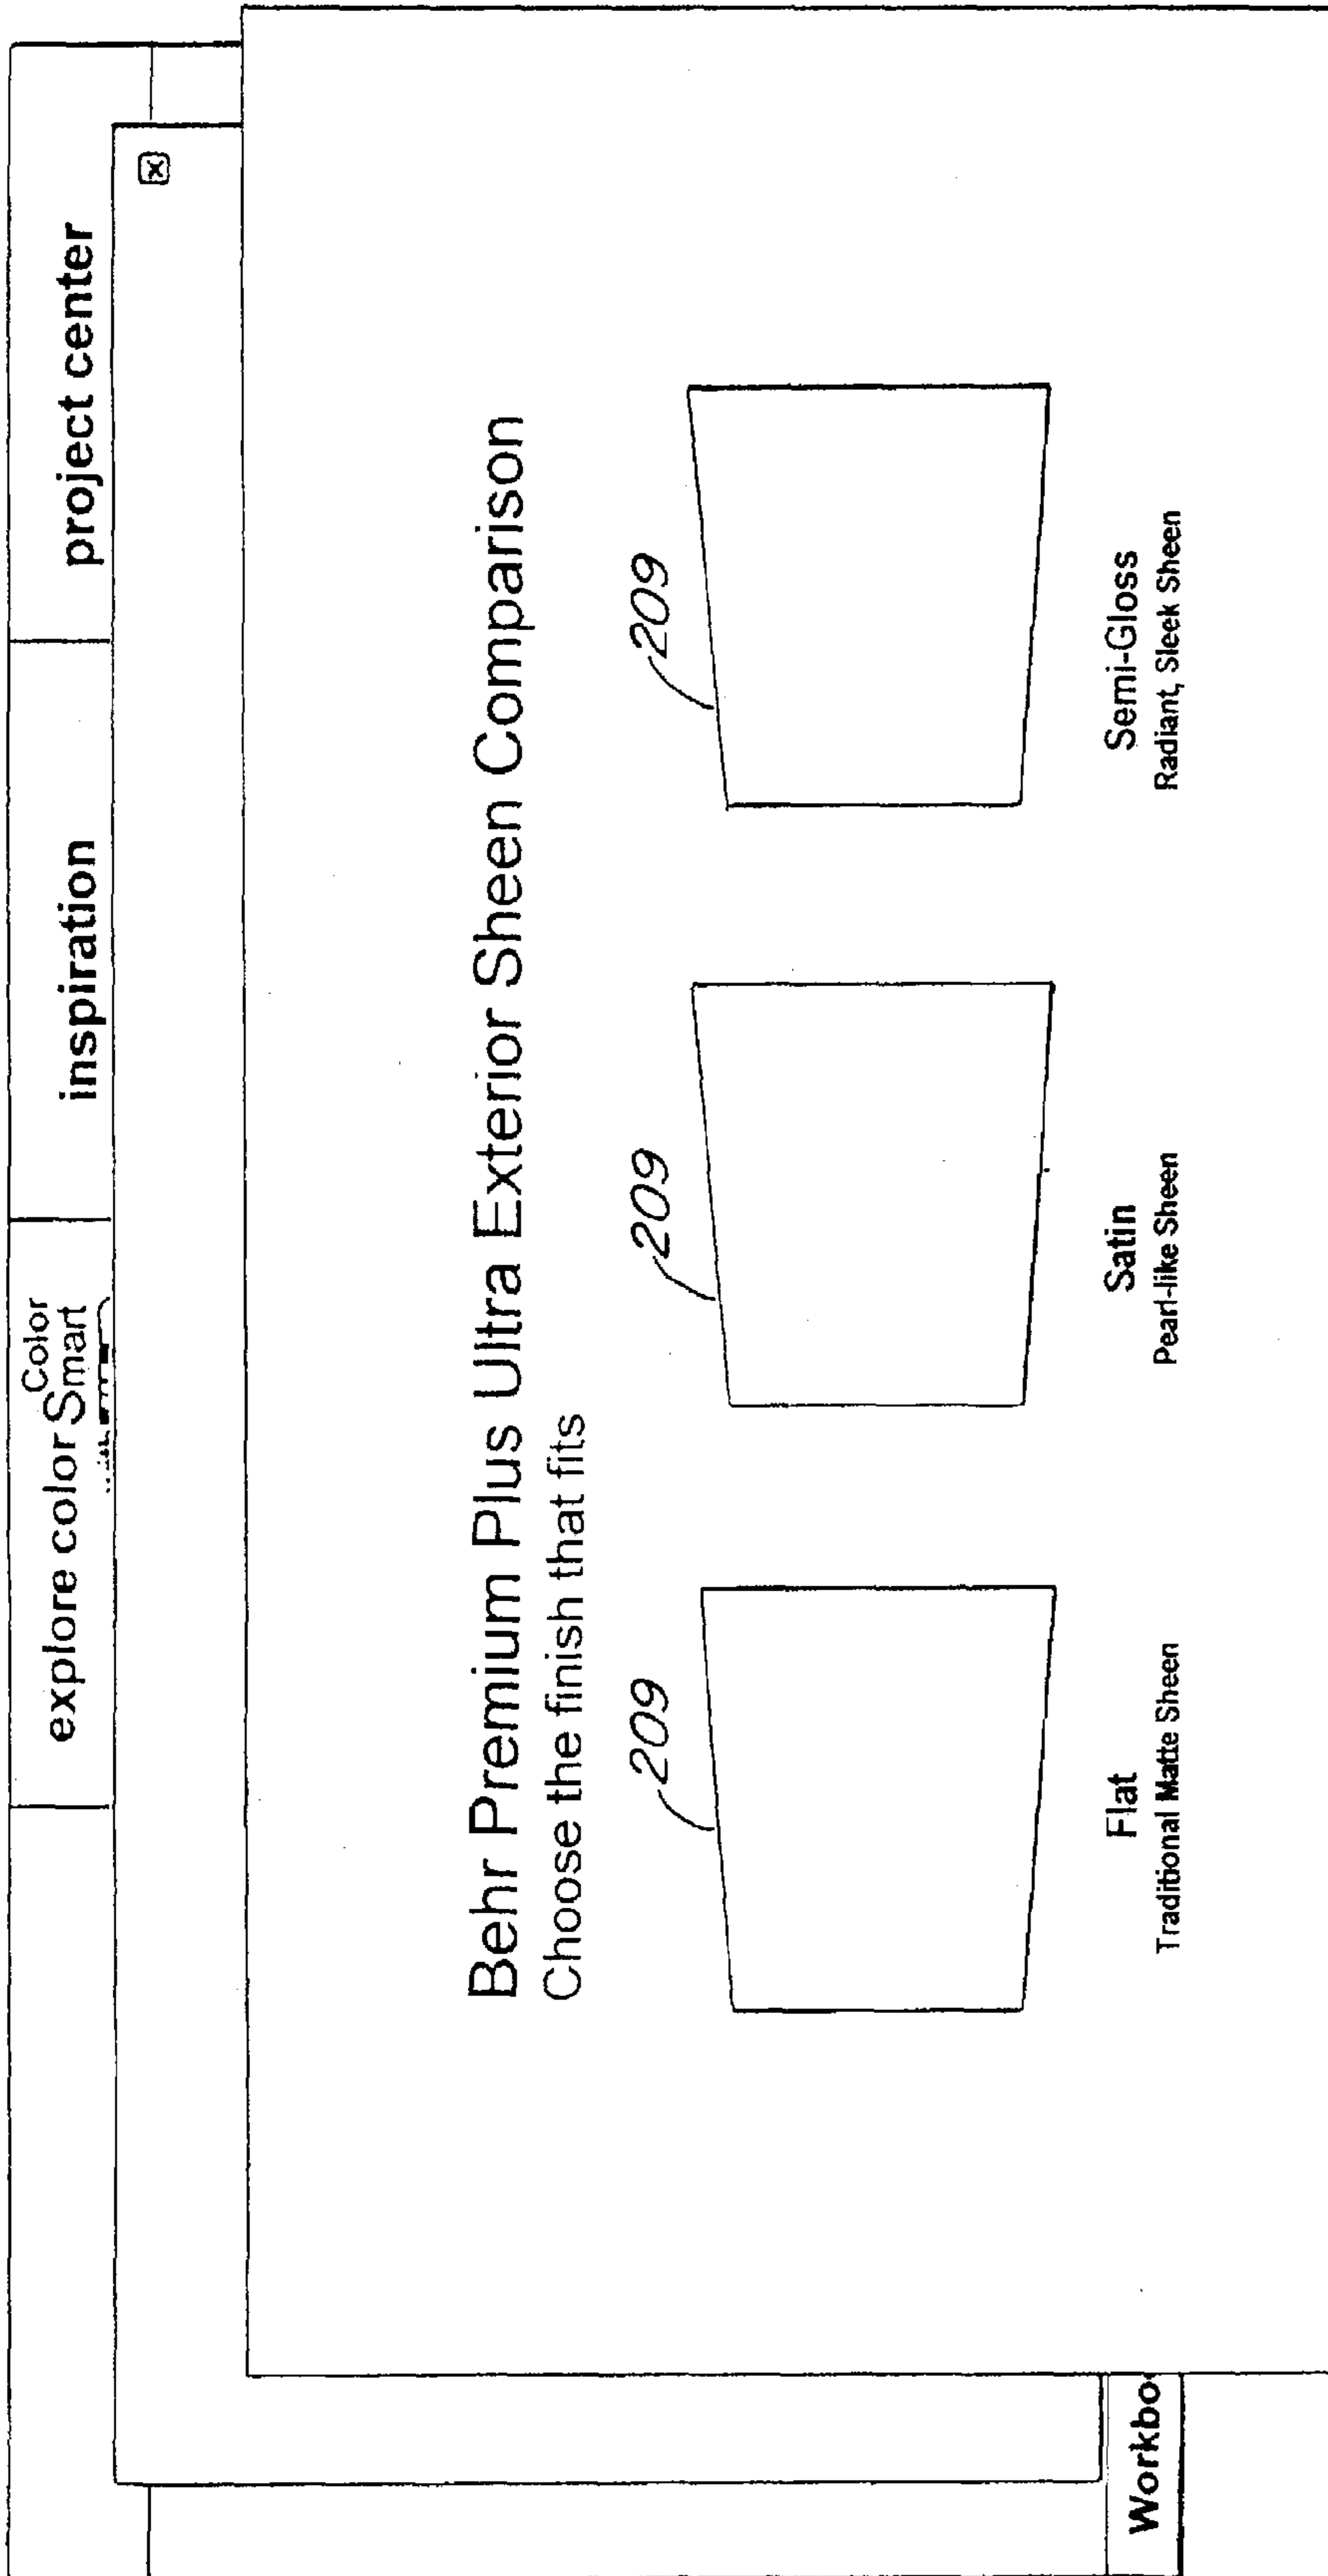 explore color Color Smart
inspiration
project center
x
Behr Premium Plus Ultra Exterior Sheen Comparison
Choose the finish that fits
209
209
209
Flat
Traditional Matte Sheen
Satin
Pearl-like Sheen
Semi-Gloss
Radiant, Sleek Sheen
Workbo